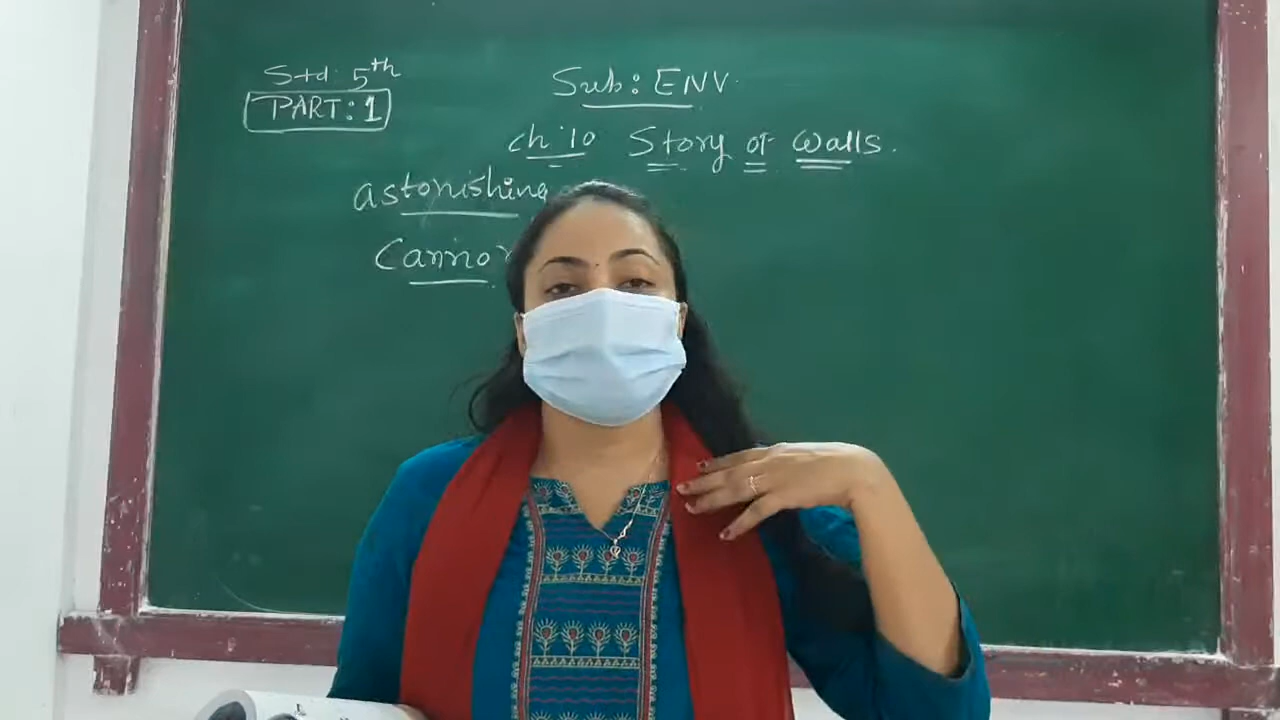 Std: 5th
PART: 1
Sub: ENV
ch 10 Story of Walls.
astonishing